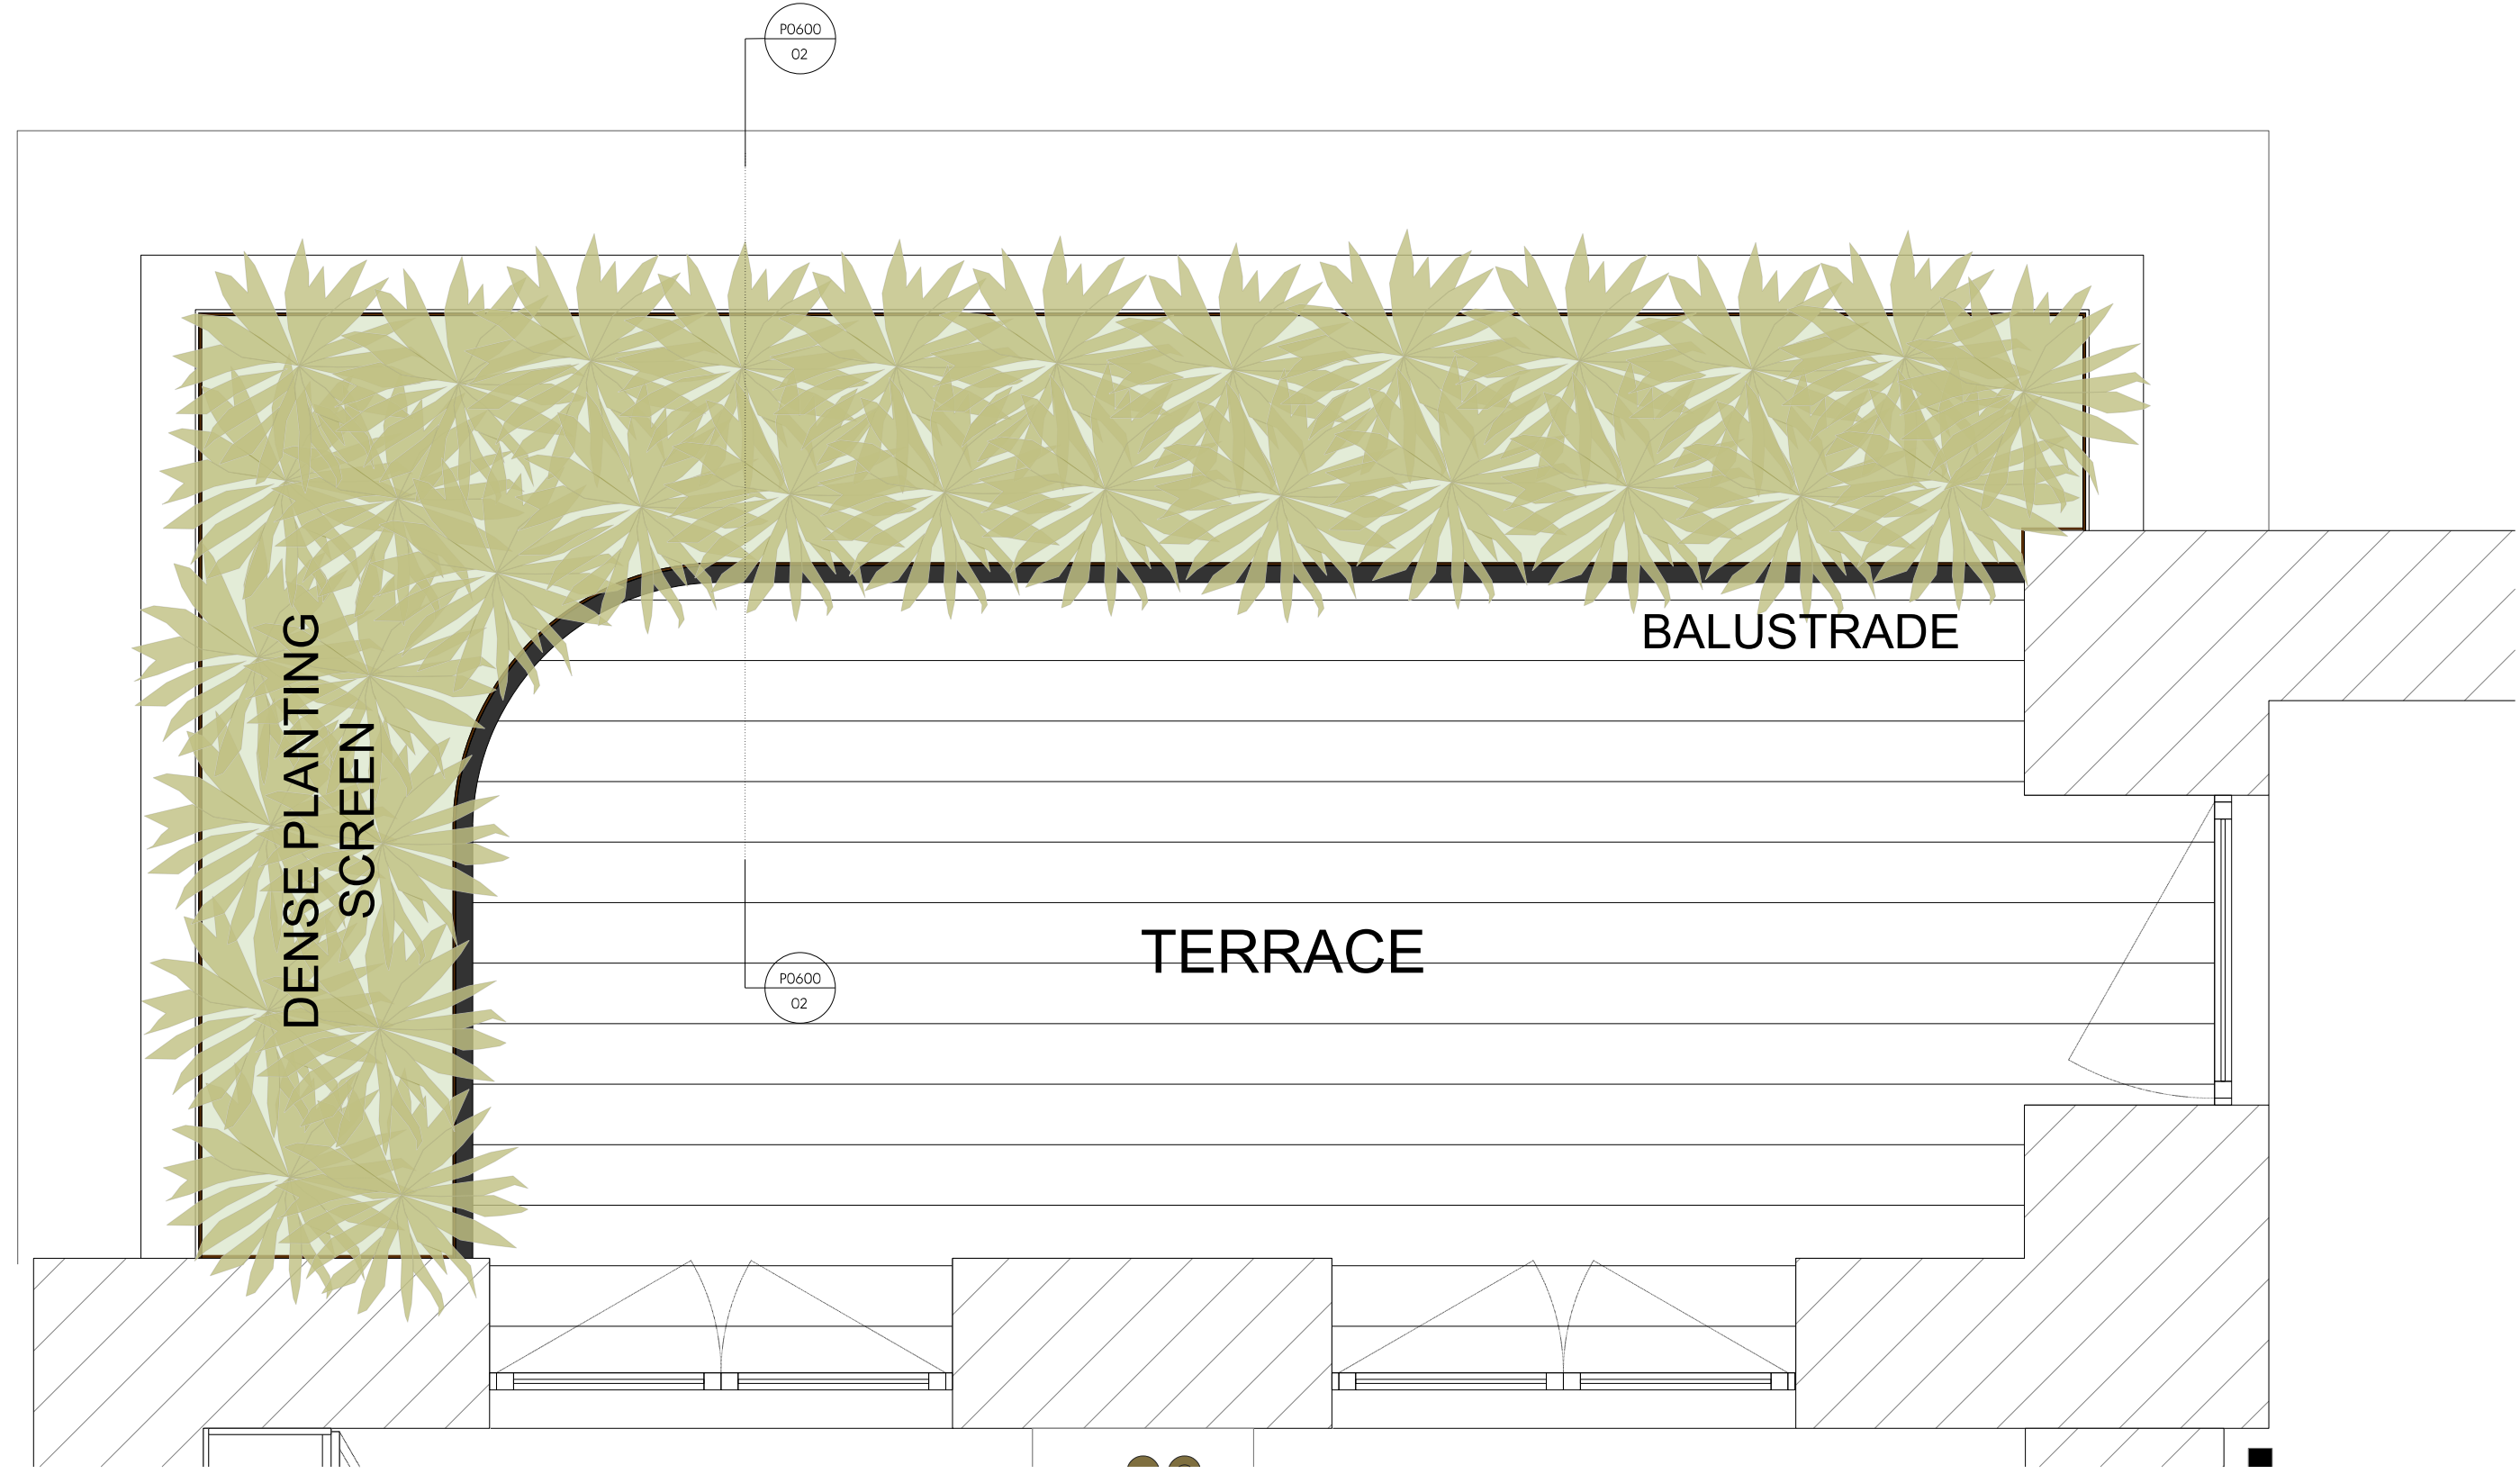 P0600
02
BALUSTRADE
DENSE PLANTING
SCREEN
TERRACE
P0600
02